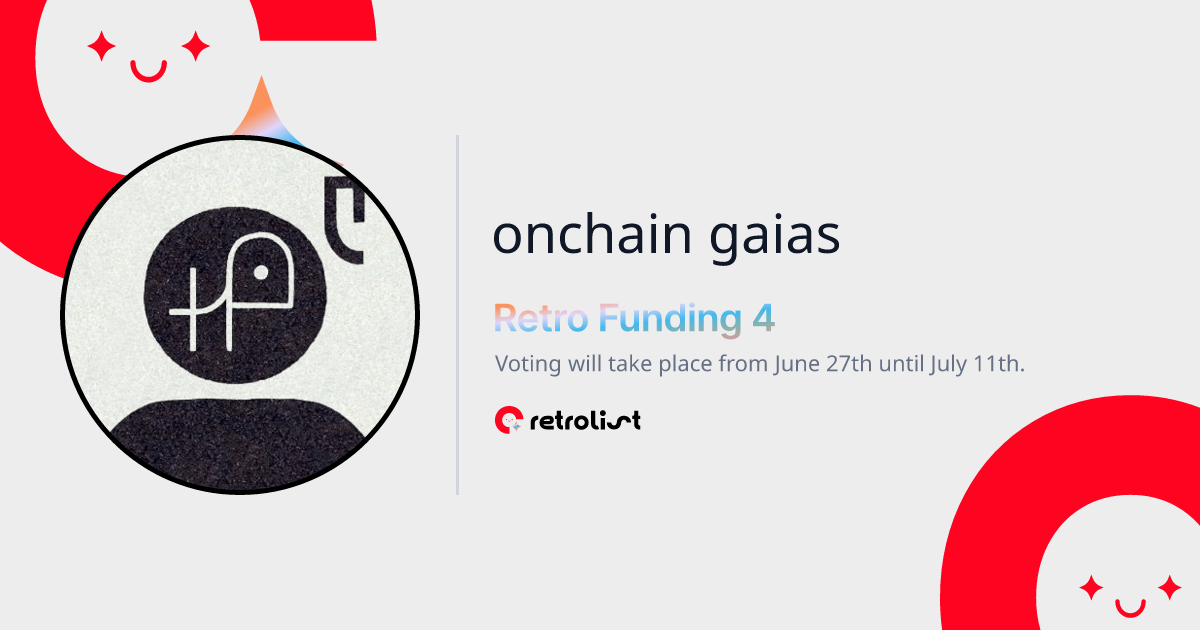 onchain gaias
Retro Funding 4
Voting will take place from June 27th until July 11th.
retrolist